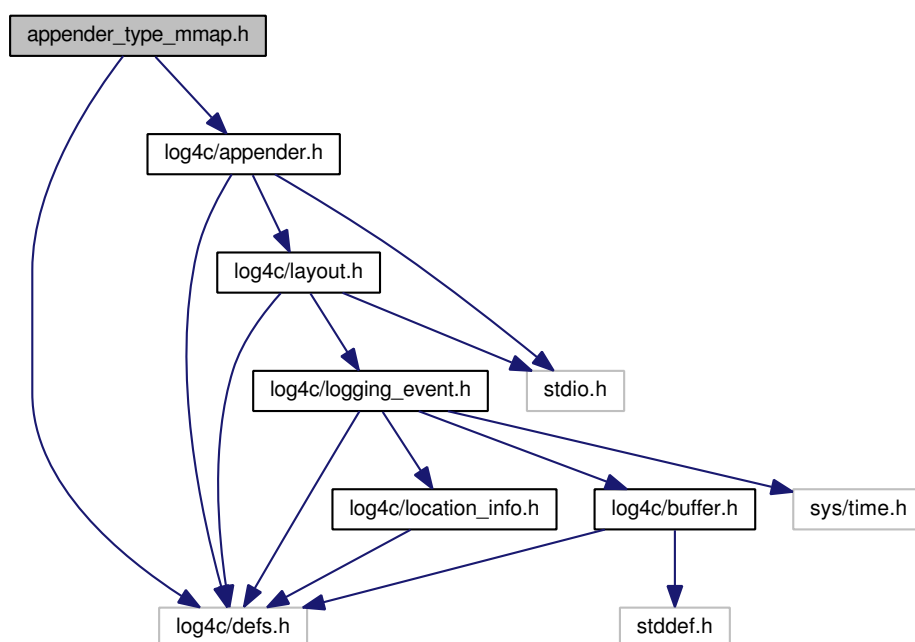 appender_type_mmap.h
log4c/appender.h
log4c/layout.h
log4c/logging_event.h
stdio.h
log4c/location_info.h
log4c/buffer.h
sys/time.h
log4c/defs.h
stddef.h